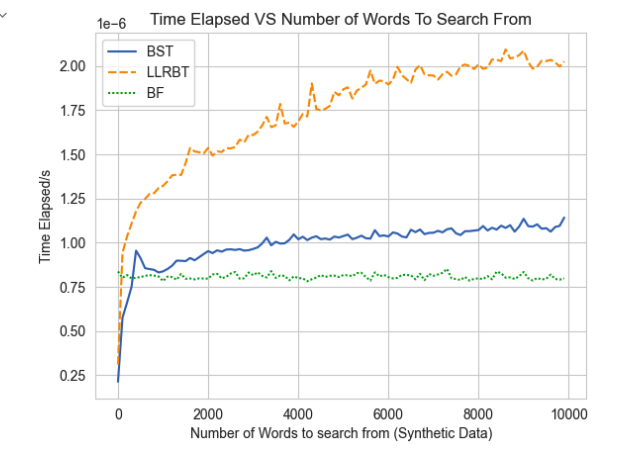 Time Elapsed VS Number of Words To Search From
1e−6
BST
LLRBT
BF
2.00
1.75
1.50
1.25
1.00
0.75
0.50
0.25
Time Elapsed/s
0 2000 4000 6000 8000 10000
Number of Words to search from (Synthetic Data)